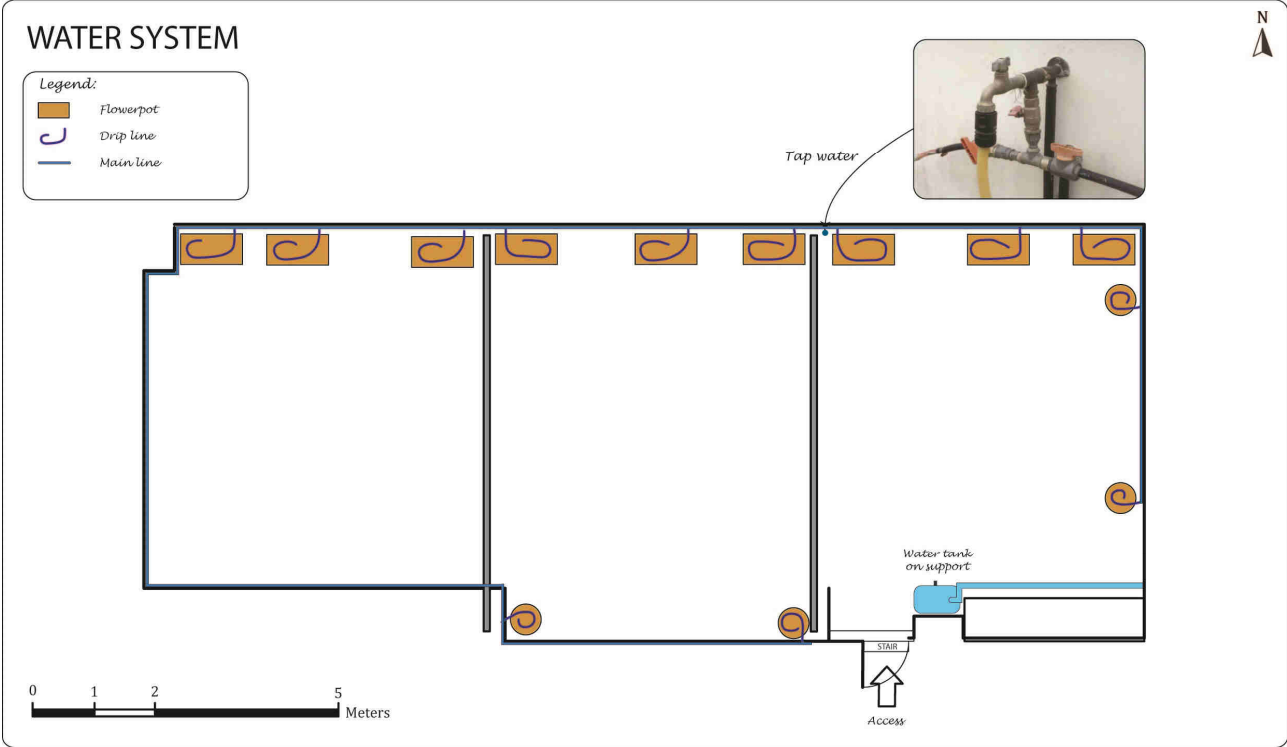 WATER SYSTEM
N
Legend:
Flowerpot
Drip line
Main line
Tap water
Water tank
on support
STAIR
Access
0 1 2 5
Meters